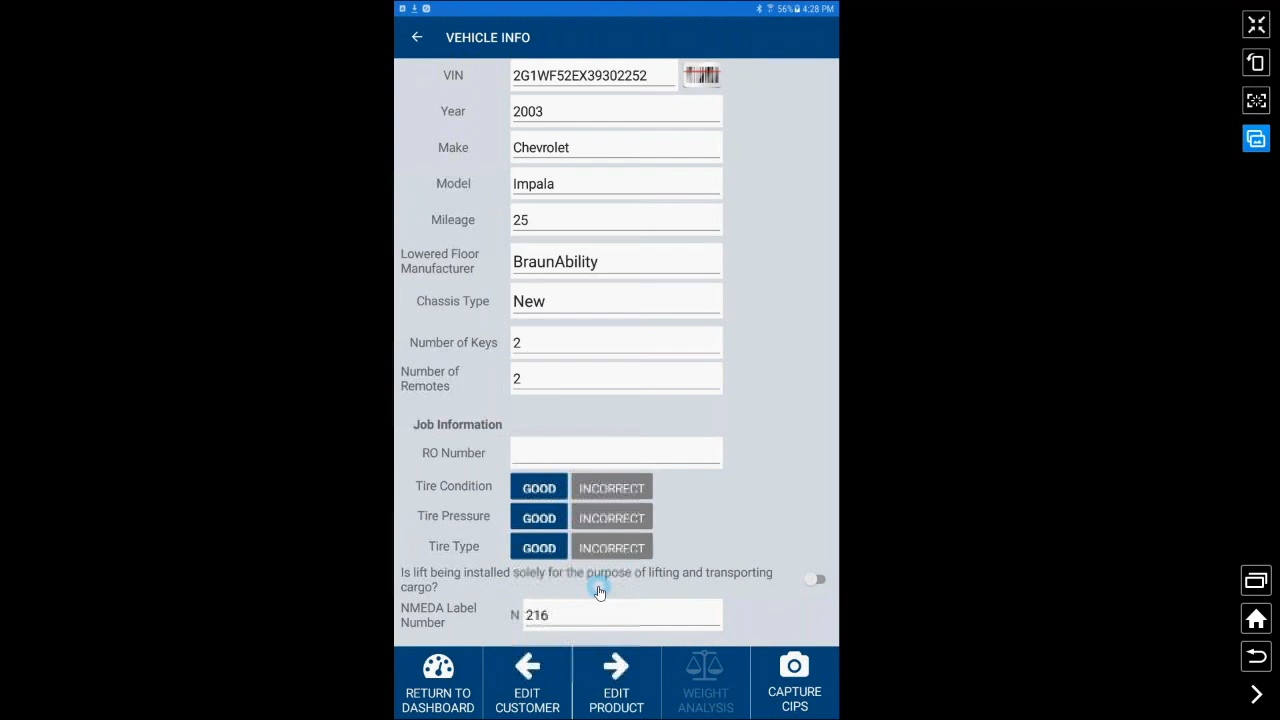 56% 4:28 PM
VEHICLE INFO
VIN 2G1WF52EX39302252
Year 2003
Make Chevrolet
Model Impala
Mileage 25
Lowered Floor
Manufacturer BraunAbility
Chassis Type New
Number of Keys 2
Number of
Remotes 2
Job Information
RO Number
Tire Condition GOOD INCORRECT
Tire Pressure GOOD INCORRECT
Tire Type GOOD INCORRECT
Is lift being installed solely for the purpose of lifting and transporting
cargo?
NMEDA Label
Number N 216
RETURN TO
DASHBOARD
EDIT
CUSTOMER
EDIT
PRODUCT
WEIGHT
ANALYSIS
CAPTURE
CIPS